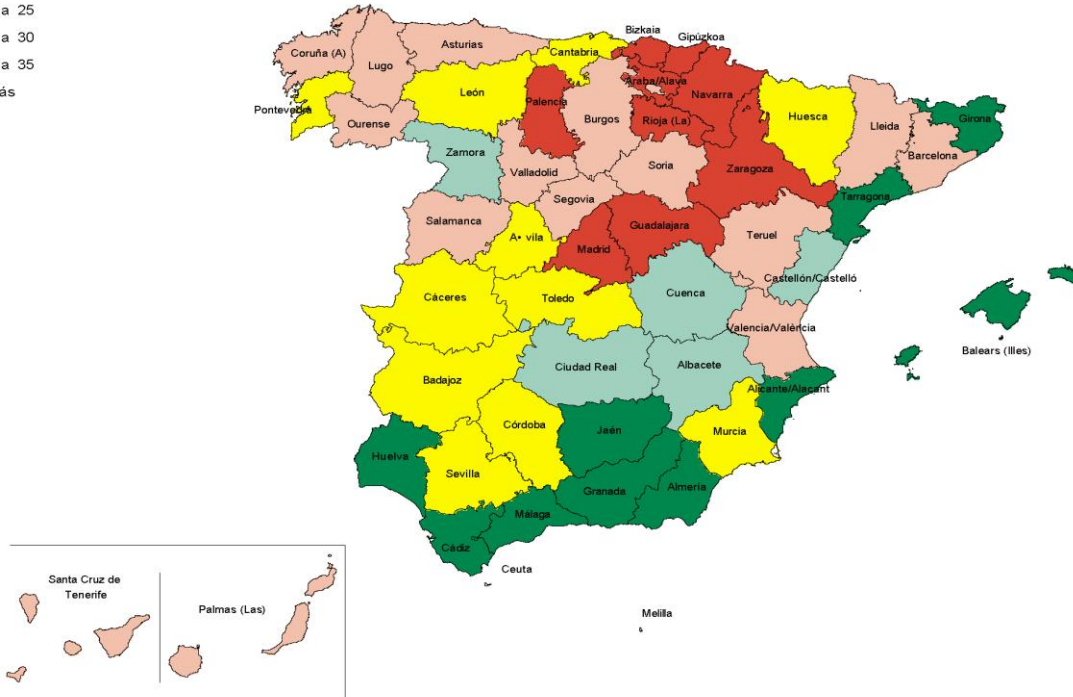 a 25
a 30
a 35
ás
Coruña (A)
Lugo
Asturias
Cantabria
Bizkaia
Gipúzkoa
Araba/Alava
Navarra
Pontevedra
Ourense
León
Palencia
Burgos
Rioja (La)
Huesca
Lleida
Girona
Barcelona
Zamora
Valladolid
Soria
Zaragoza
Tarragona
Salamanca
Segovia
A• vila
Madrid
Guadalajara
Teruel
Castellón/Castelló
Cáceres
Toledo
Cuenca
Valencia/València
Balears (Illes)
Badajoz
Ciudad Real
Albacete
Alicante/Alacant
Huelva
Sevilla
Córdoba
Jaén
Murcia
Granada
Almería
Málaga
Cádiz
Ceuta
Melilla
Santa Cruz de
Tenerife
Palmas (Las)